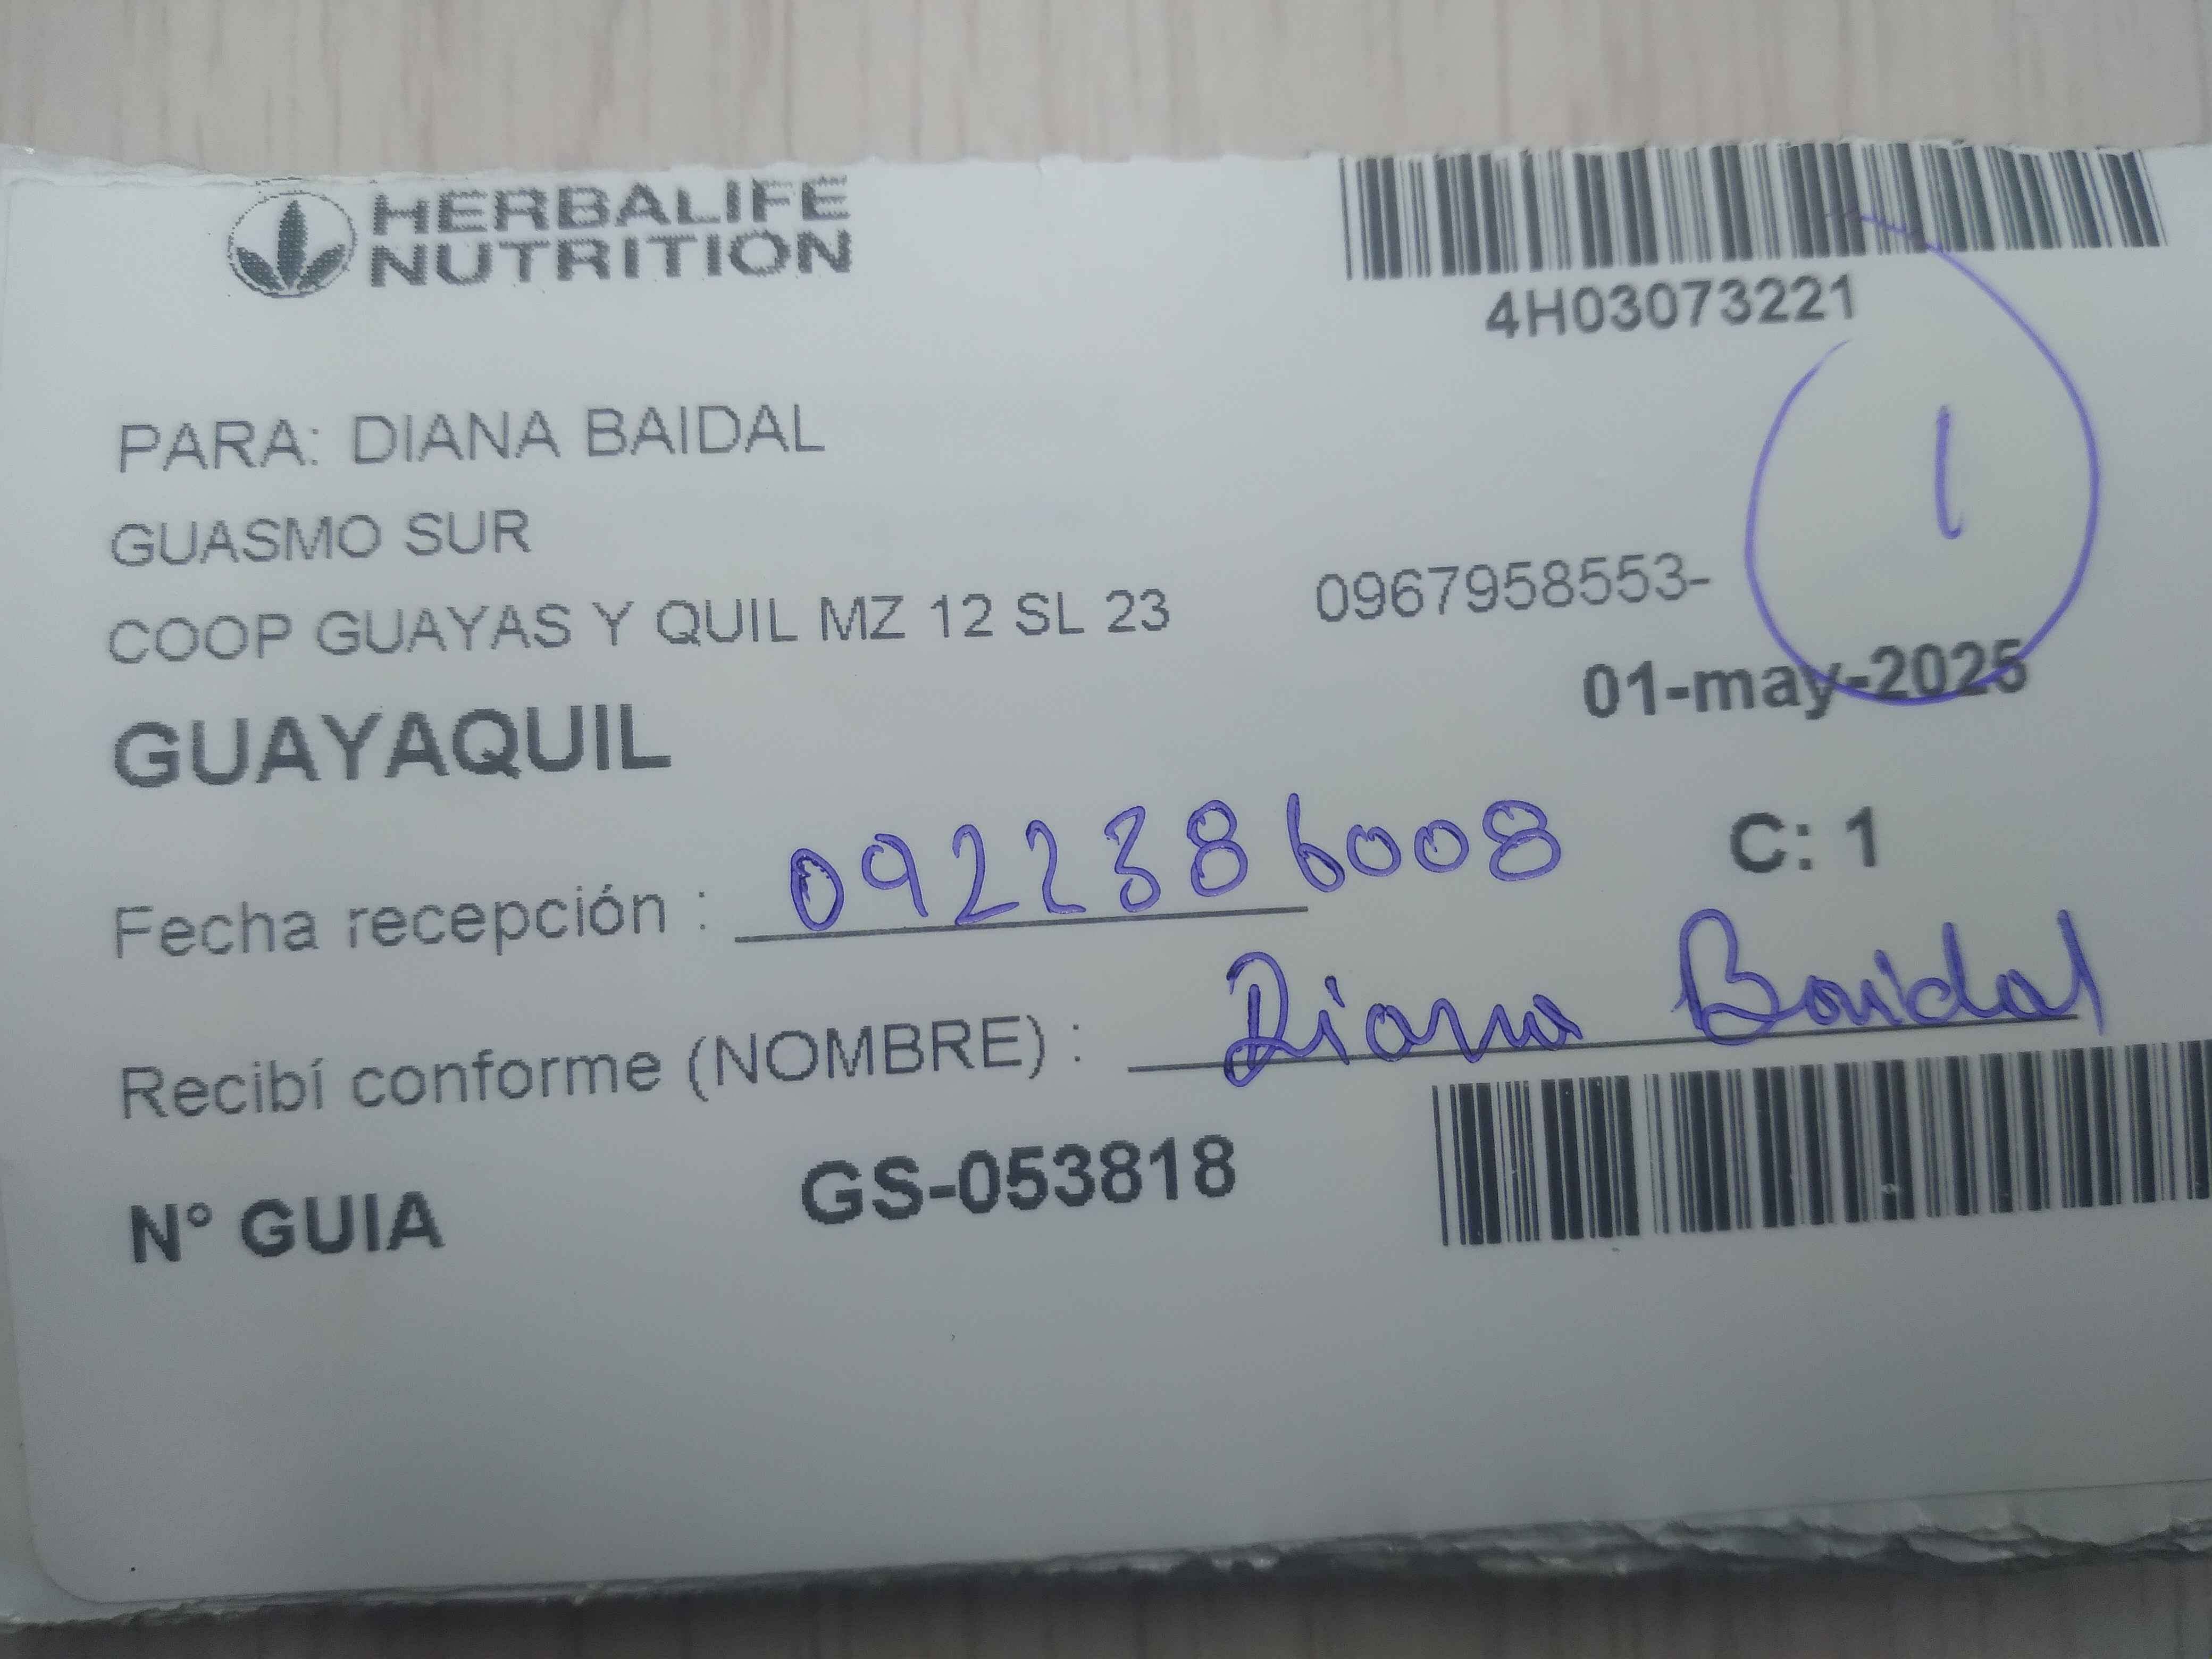 HERBALIFE
NUTRITION
4H03073221
1
PARA: DIANA BAIDAL
GUASMO SUR
COOP GUAYAS Y QUIL MZ 12 SL 23
0967958553-
01-may-2025
GUAYAQUIL
C: 1
Fecha recepción : 0922386008
Recibí conforme (NOMBRE) : Diana Baidal
N° GUIA GS-053818